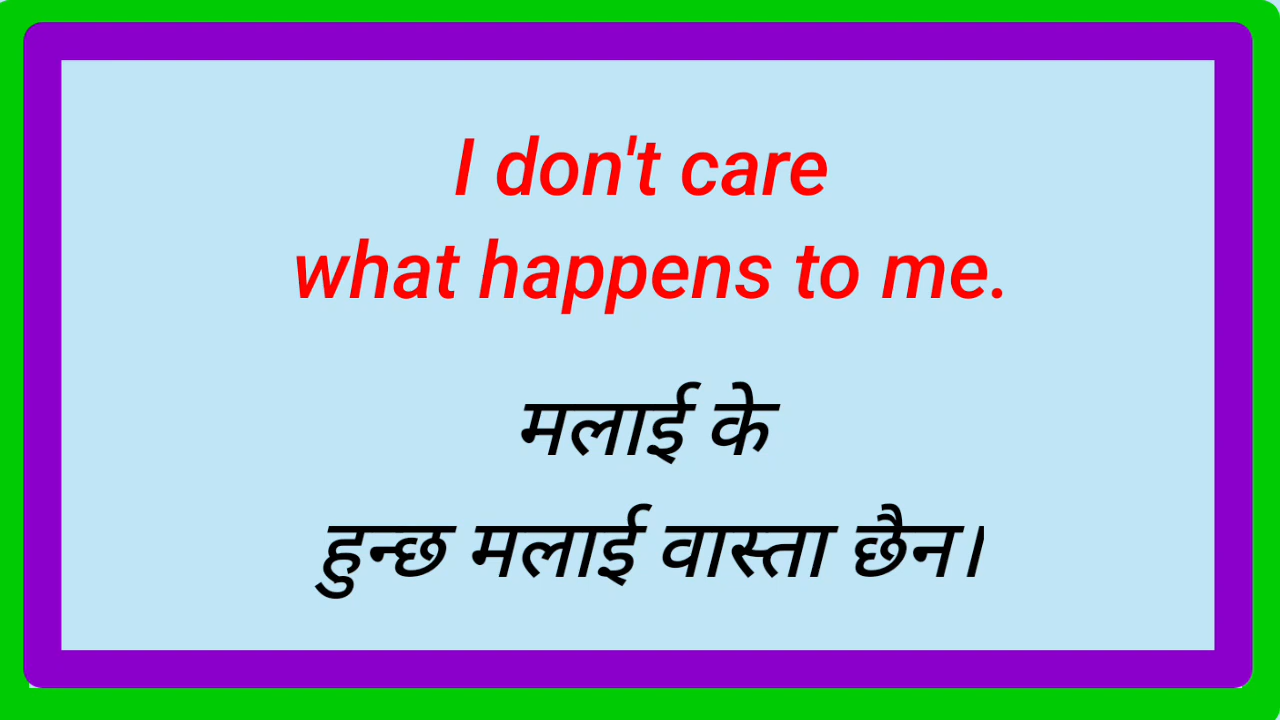 I don't care
what happens to me.
मलाई के
हुन्छ मलाई वास्ता छैन।